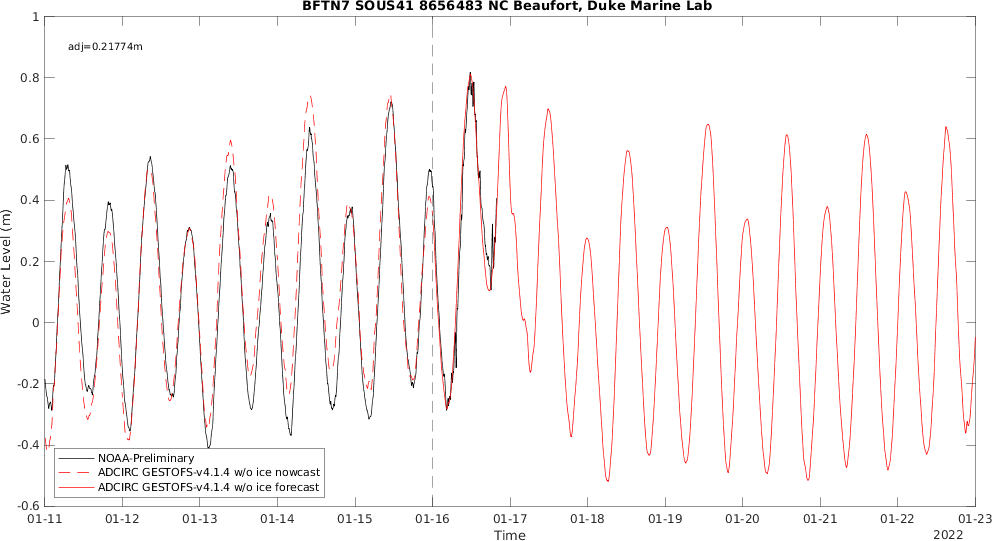 BFTN7 SOUS41 8656483 NC Beaufort, Duke Marine Lab
adj=0.21774m
Water Level (m)
1
0.8
0.6
0.4
0.2
0
-0.2
-0.4
-0.6
NOAA-Preliminary
ADCIRC GESTOFS-v4.1.4 w/o ice nowcast
ADCIRC GESTOFS-v4.1.4 w/o ice forecast
01-11 01-12 01-13 01-14 01-15 01-16 01-17 01-18 01-19 01-20 01-21 01-22 01-23
Time
2022